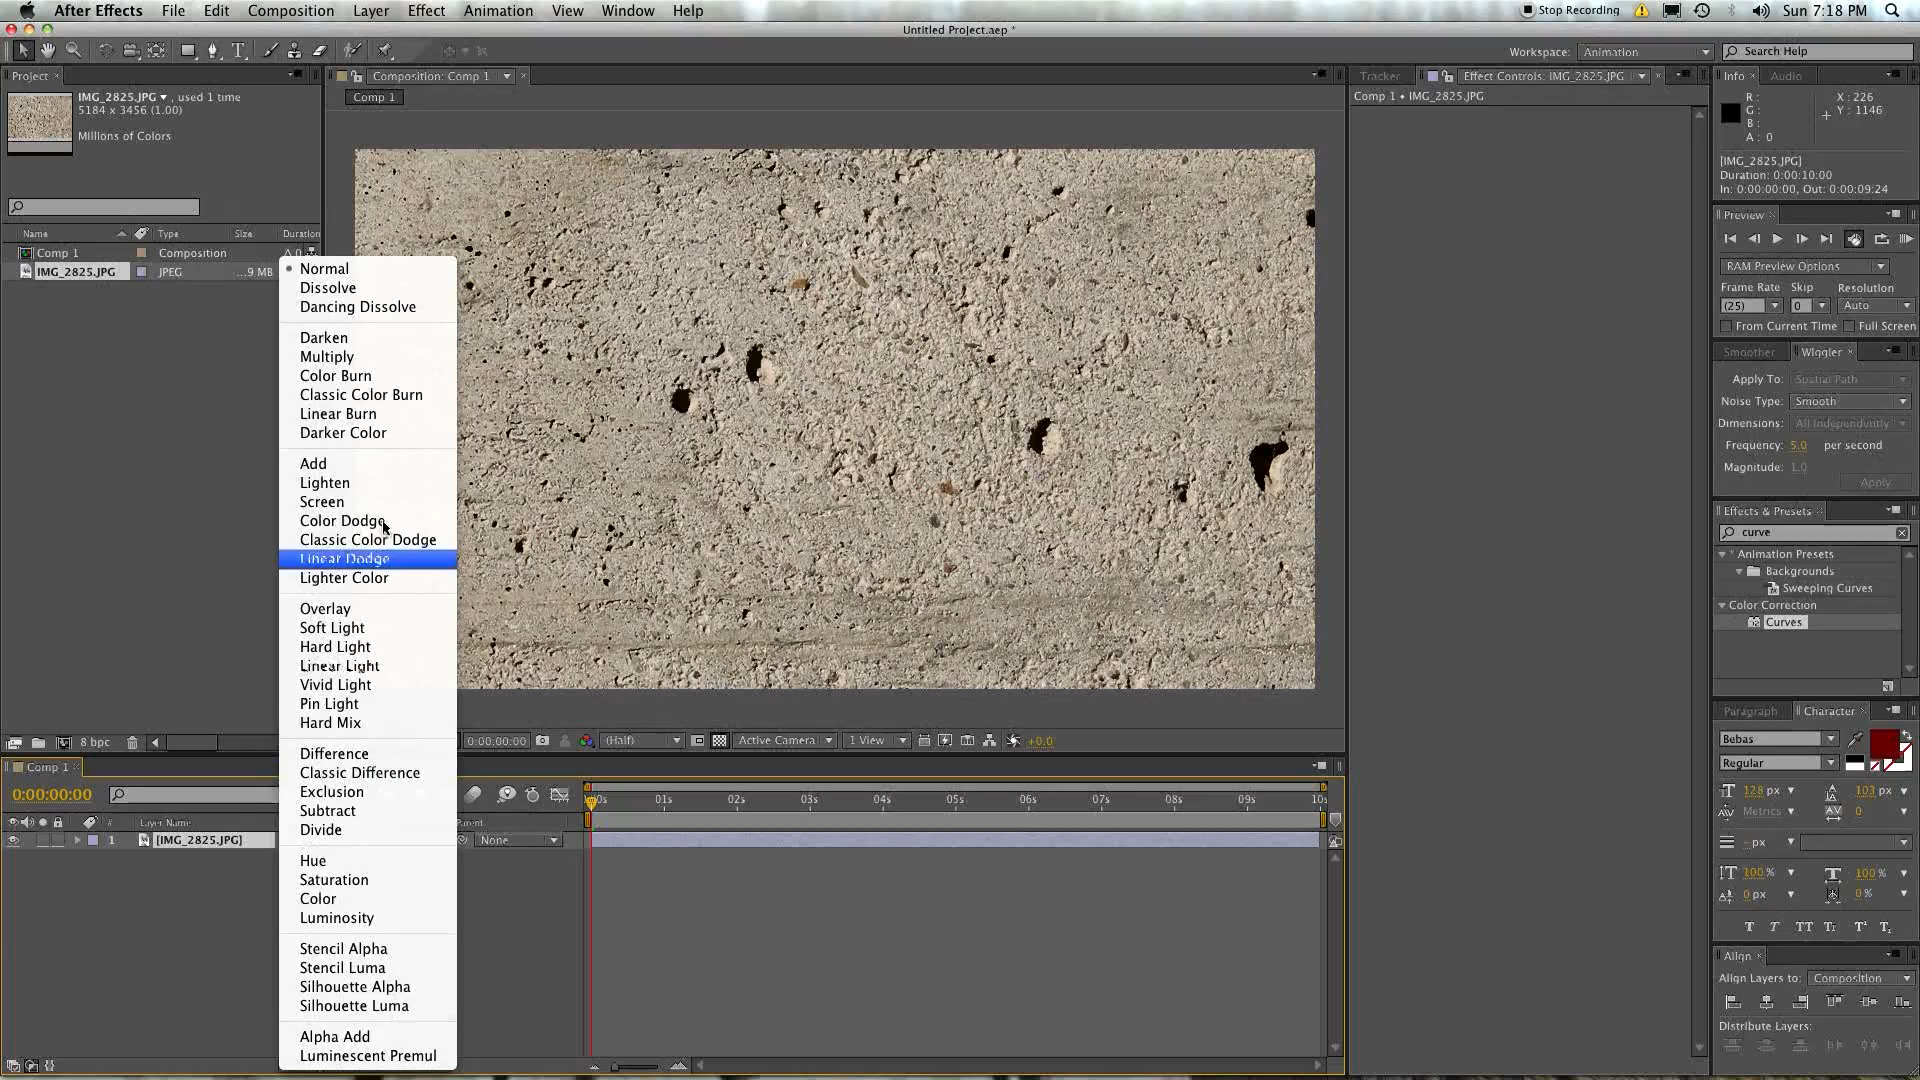 After Effects File Edit Composition Layer Effect Animation View Window Help Stop Recording Sun 7:18 PM
Untitled Project.aep *
T Workspace: Animation Search Help
Project Composition: Comp 1 Tracker Effect Controls: IMG_2825.JPG Info Audio
Comp 1 Comp 1 • IMG_2825.JPG
IMG_2825.JPG , used 1 time
5184 x 3456 (1.00)
Millions of Colors
R : X : 226
G : Y : 1146
B :
A : 0
[IMG_2825.JPG]
Duration: 0:00:10:00
In: 0:00:00:00, Out: 0:00:09:24
Preview
RAM Preview Options
Frame Rate Skip Resolution
(25) 0 Auto
From Current Time Full Screen
Name Type Size Duration
Comp 1 Composition Δ 0
IMG_2825.JPG JPEG ...9 MB
Normal
Dissolve
Dancing Dissolve
Darken
Multiply
Color Burn
Classic Color Burn
Linear Burn
Darker Color
Add
Lighten
Screen
Color Dodge
Classic Color Dodge
Linear Dodge
Lighter Color
Overlay
Soft Light
Hard Light
Linear Light
Vivid Light
Pin Light
Hard Mix
Difference
Classic Difference
Exclusion
Subtract
Divide
Hue
Saturation
Color
Luminosity
Stencil Alpha
Stencil Luma
Silhouette Alpha
Silhouette Luma
Alpha Add
Luminescent Premul
Smoother Wiggler
Apply To: Spatial Path
Noise Type: Smooth
Dimensions: All Independently
Frequency: 5.0 per second
Magnitude: 1.0
Apply
Effects & Presets
curve
* Animation Presets
Backgrounds
Sweeping Curves
Color Correction
Curves
8 bpc 0:00:00:00 (Half) Active Camera 1 View +0.0
Comp 1
0:00:00:00
00s 01s 02s 03s 04s 05s 06s 07s 08s 09s 10s
# Layer Name Parent
1 [IMG_2825.JPG] None
Paragraph Character
Bebas
Regular
128 px 103 px
Metrics 0
- px
100 % 100 %
0 px 0 %
T T TT Tt T¹ T,
Align
Align Layers to: Composition
Distribute Layers: